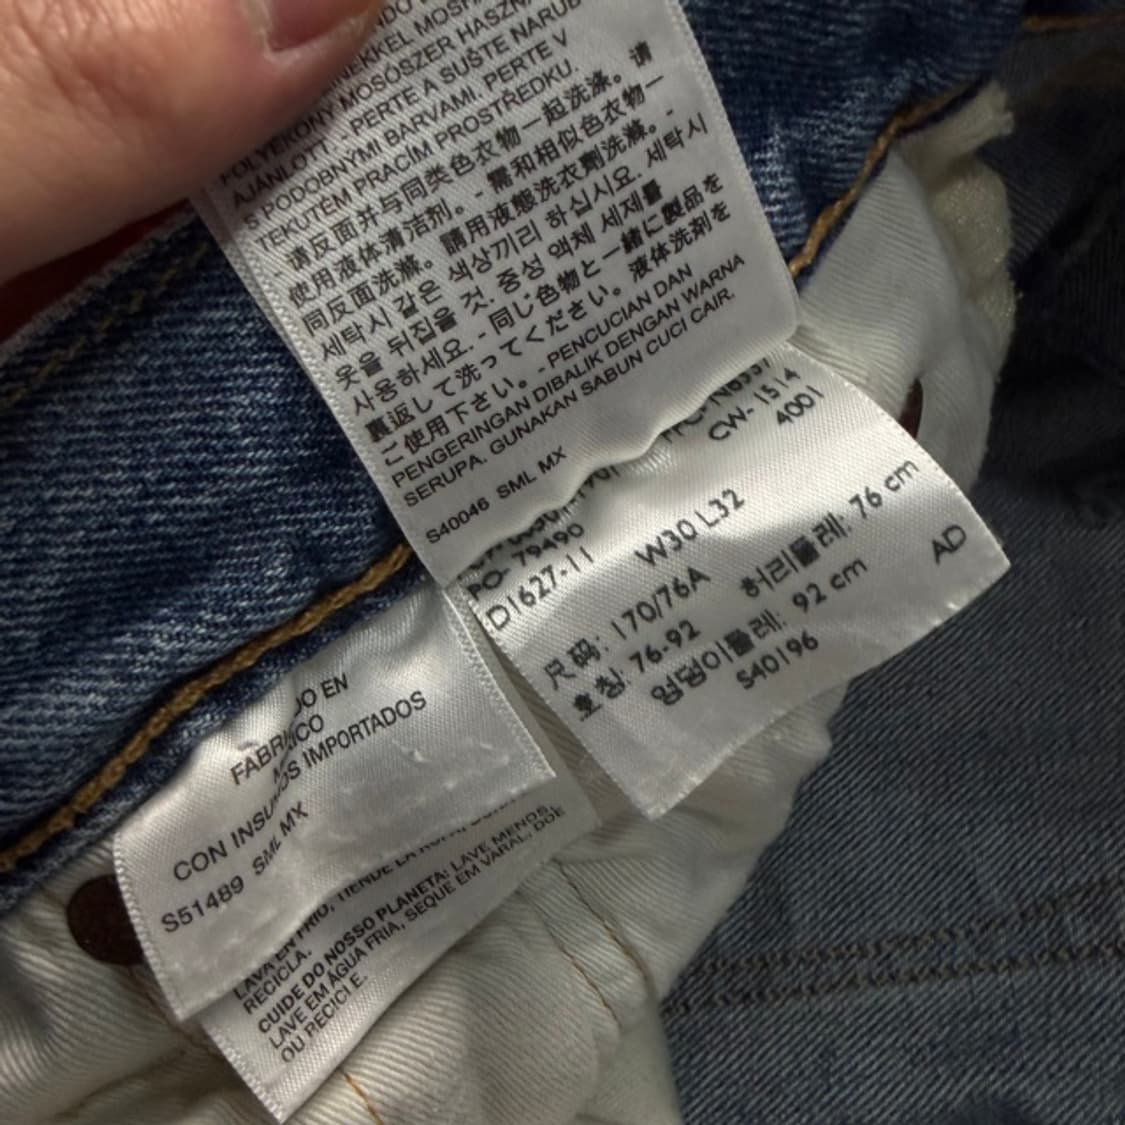 MOSÓSZER
AJÁNLOTT. - PERTE A SUŠTE NARUB
S PODOBNÝMI BARVAMI. PERTE V
TEKUTÉM PRACÍM PROSTŘEDKU.
- 请反面并与同类色衣物一起洗涤。请
使用液体清洁剂。- 需和相似色衣物一
同反面洗滌。請用液態洗衣劑洗滌。-
세탁시 같은 색상끼리 하십시요. 세탁시
옷을 뒤집을 것. 중성 액체 세제를
사용하세요. - 同じ色物と一緒に製品を
裏返して洗ってください。液体洗剤を
ご使用下さい。- PENCUCIAN DAN
PENGERINGAN DIBALIK DENGAN WARNA
SERUPA. GUNAKAN SABUN CUCI CAIR.
S40046 SML MX
CW- 1514
4001
PO- 79490
D1627-11
W30 L32
尺码: 170/76A
호칭: 76-92
허리둘레: 76 cm
엉덩이둘레: 92 cm
AD
S40196
EN
CON INSUMOS IMPORTADOS
S51489 SML MX
LAVA EN FRIO, TIENDE LA ROPA,
RECICLA.
CUIDE DO NOSSO PLANETA: LAVE MENOS,
LAVE EM ÁGUA FRIA, SEQUE EM VARAL, DOE
OU RECICLE.